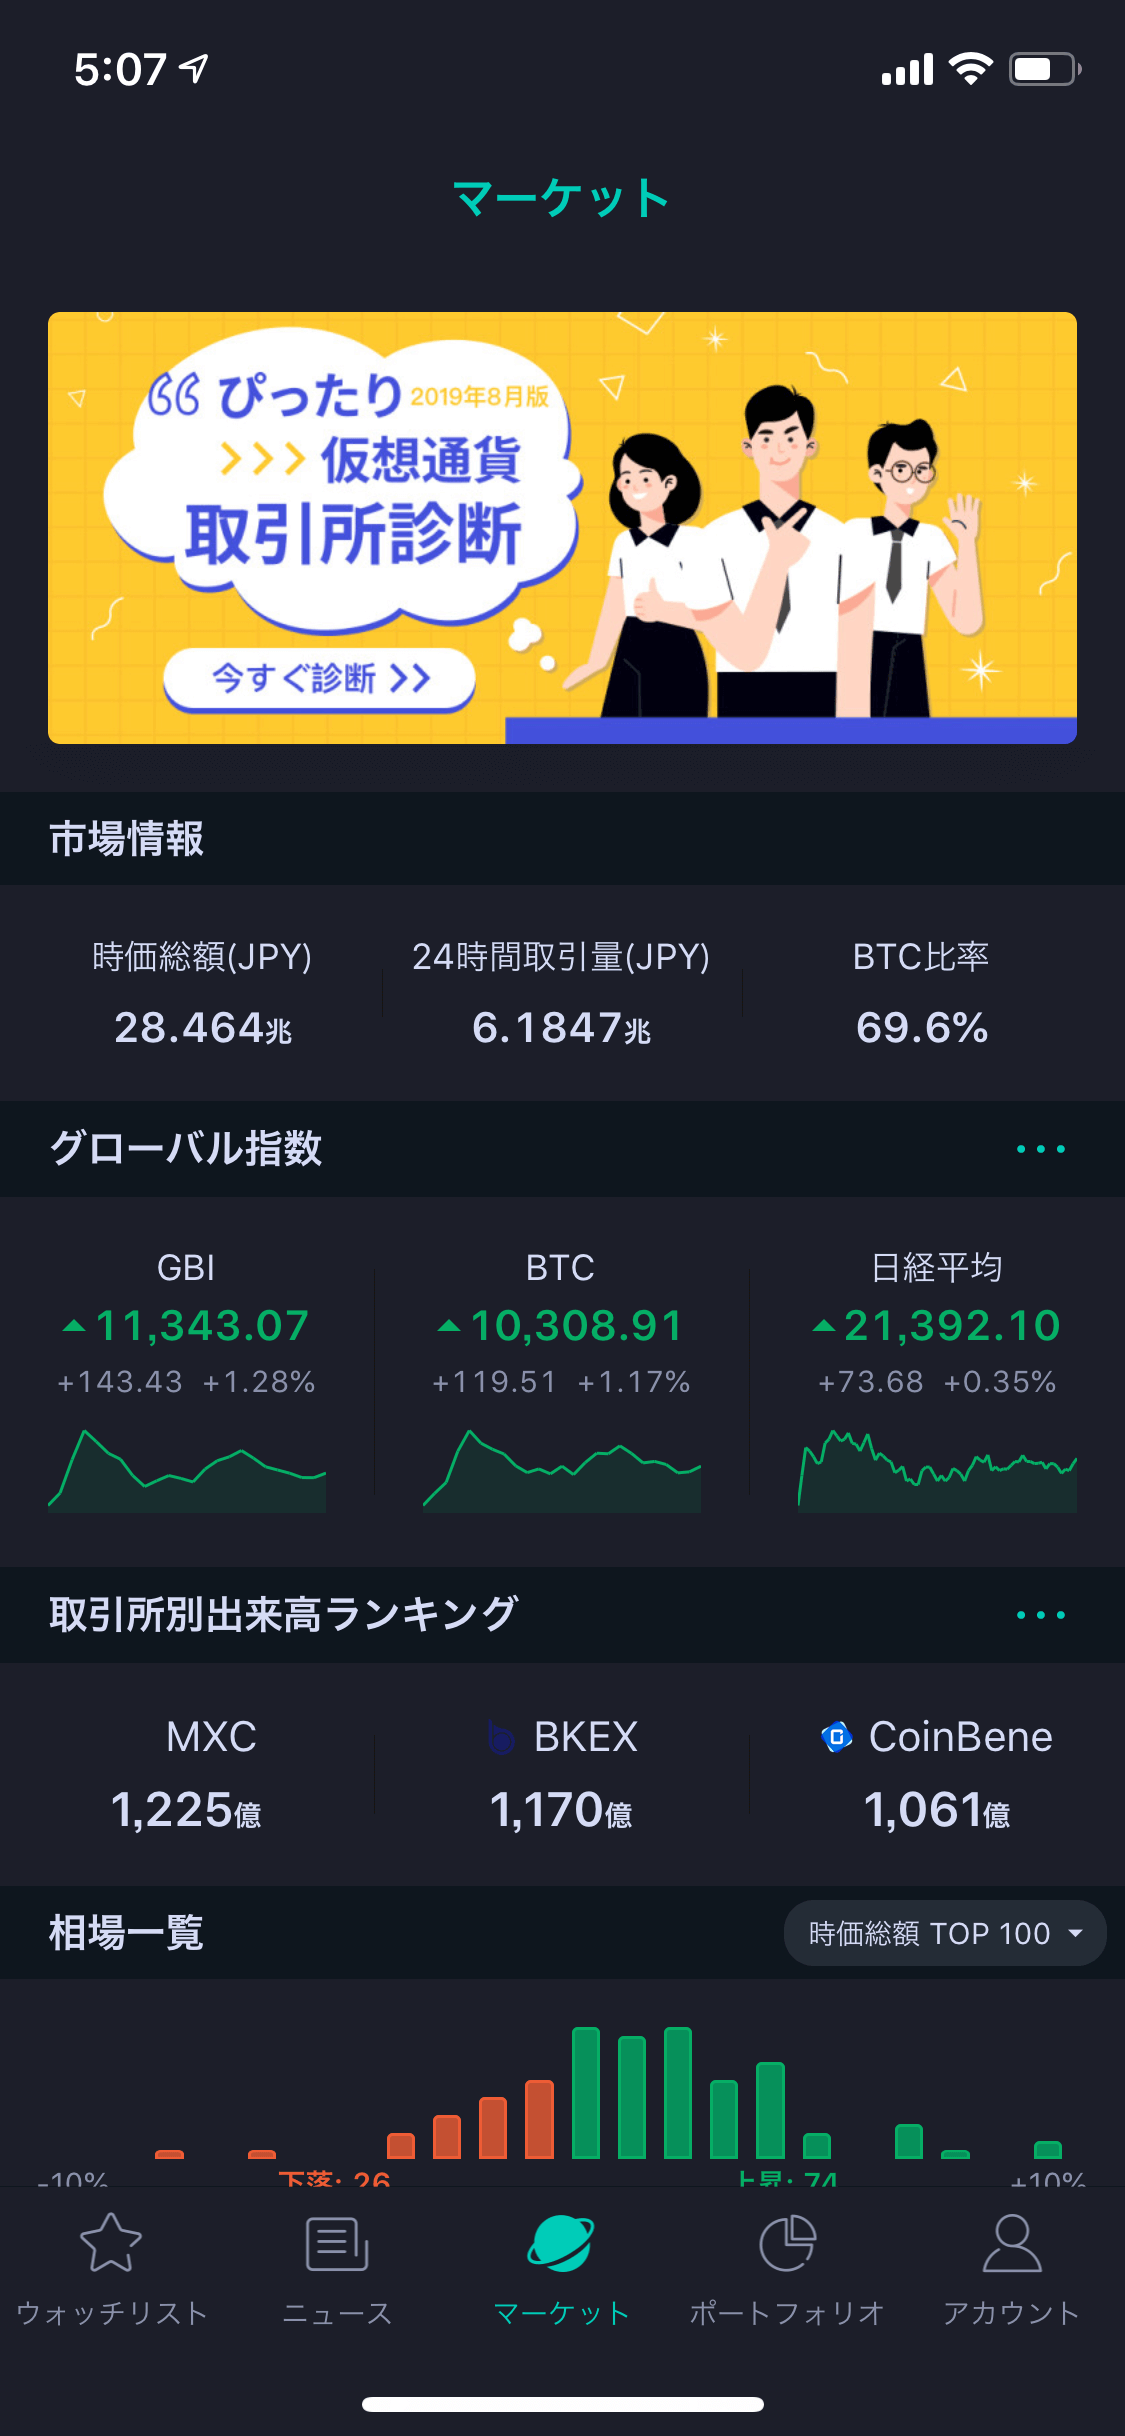 5:07
マーケット
ぴったり 2019年8月版
仮想通貨
取引所診断
今すぐ診断
市場情報
時価総額(JPY) 24時間取引量(JPY) BTC比率
28.464兆 6.1847兆 69.6%
グローバル指数
GBI BTC 日経平均
11,343.07 10,308.91 21,392.10
+143.43 +1.28% +119.51 +1.17% +73.68 +0.35%
取引所別出来高ランキング
MXC BKEX CoinBene
1,225億 1,170億 1,061億
相場一覧 時価総額 TOP 100
-10% 下落: 26 上昇: 74 +10%
ウォッチリスト ニュース マーケット ポートフォリオ アカウント